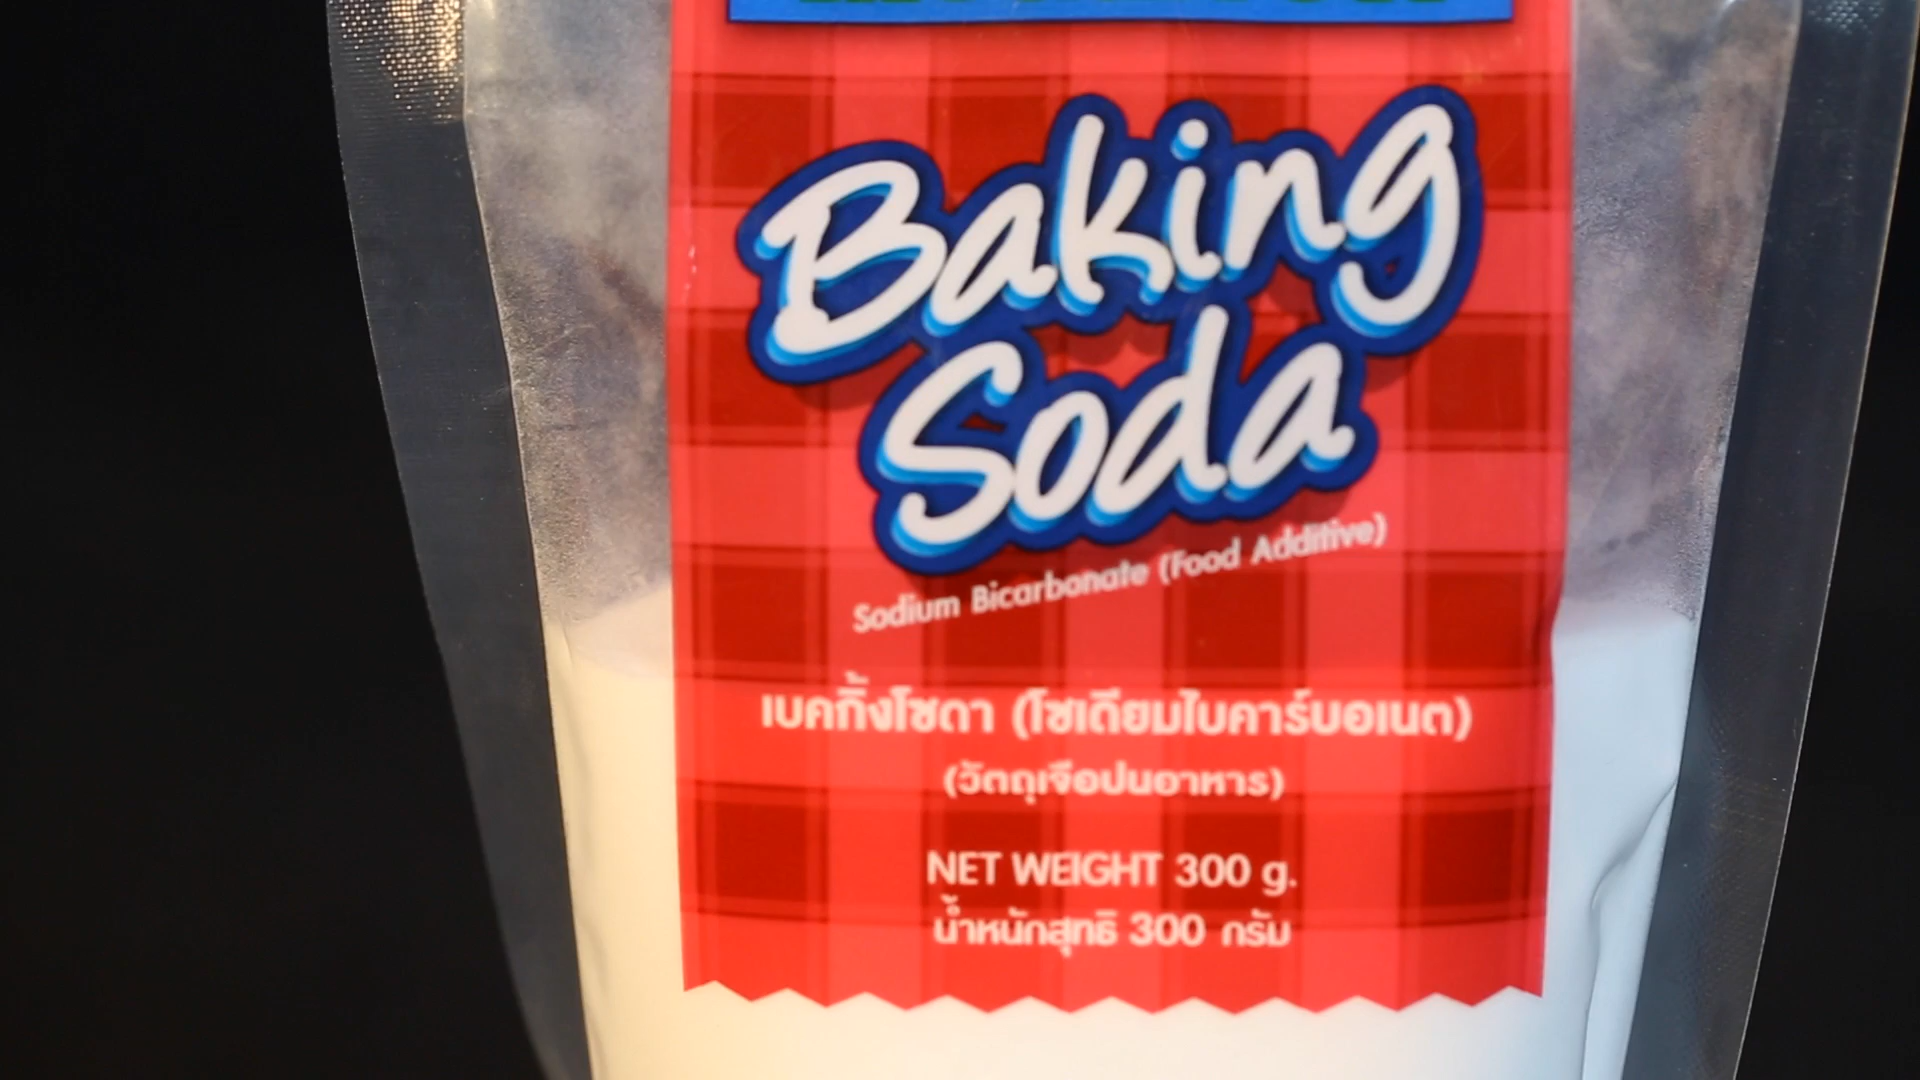 Baking
Soda
Sodium Bicarbonate (Food Additive)
เบคกิ้งโซดา (โซเดียมไบคาร์บอเนต)
(วัตถุเจือปนอาหาร)
NET WEIGHT 300 g.
น้ำหนักสุทธิ 300 กรัม